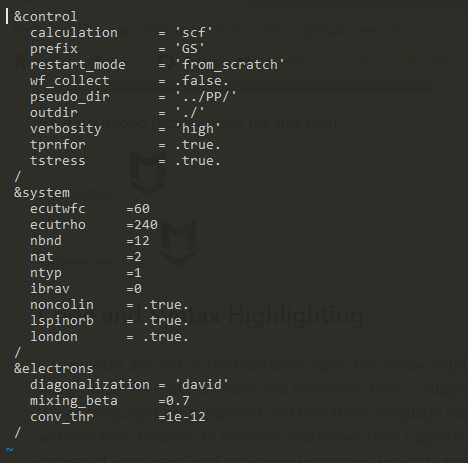 &control
calculation = 'scf'
prefix = 'GS'
restart_mode = 'from_scratch'
wf_collect = .false.
pseudo_dir = '../PP/'
outdir = './'
verbosity = 'high'
tprnfor = .true.
tstress = .true.
/
&system
ecutwfc =60
ecutrho =240
nbnd =12
nat =2
ntyp =1
ibrav =0
noncolin = .true.
lspinorb = .true.
london = .true.
/
&electrons
diagonalization = 'david'
mixing_beta =0.7
conv_thr =1e-12
/
~